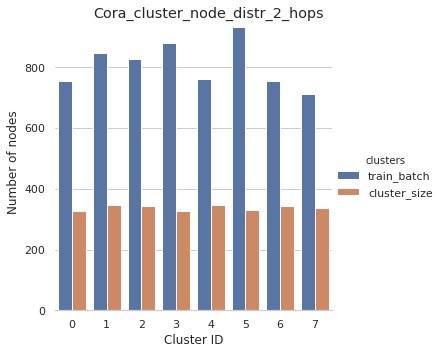 Cora_cluster_node_distr_2_hops
Number of nodes
800
600
400
200
0
0 1 2 3 4 5 6 7
Cluster ID
clusters
train_batch
cluster_size